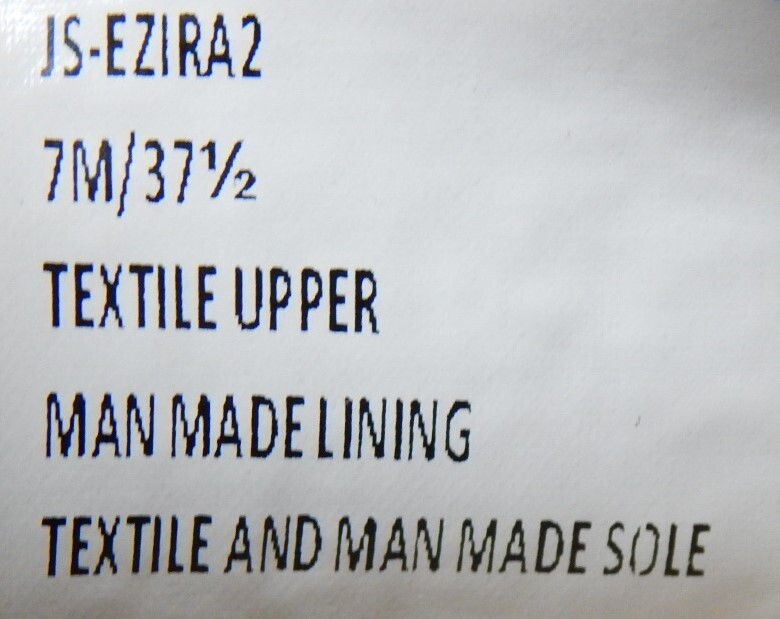 JS-EZIRA2
7M/37½
TEXTILE UPPER
MAN MADE LINING
TEXTILE AND MAN MADE SOLE